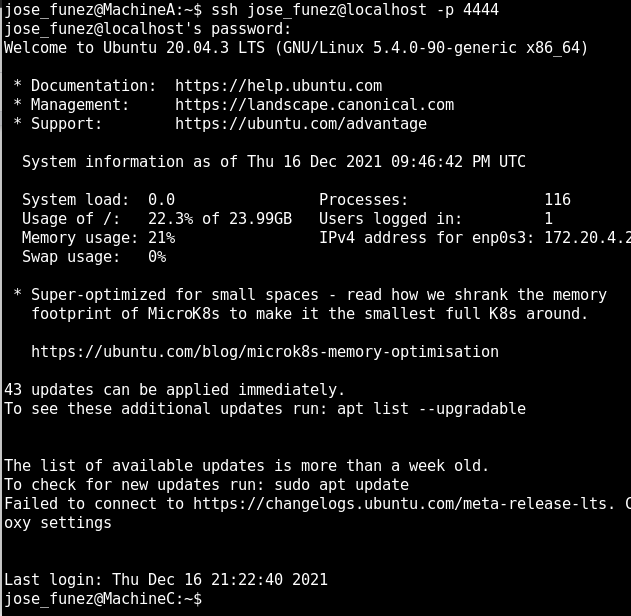 jose_funez@MachineA:~$ ssh jose_funez@localhost -p 4444
jose_funez@localhost's password:
Welcome to Ubuntu 20.04.3 LTS (GNU/Linux 5.4.0-90-generic x86_64)
* Documentation:  https://help.ubuntu.com
* Management:     https://landscape.canonical.com
* Support:        https://ubuntu.com/advantage
System information as of Thu 16 Dec 2021 09:46:42 PM UTC
System load:  0.0                Processes:               116
Usage of /:   22.3% of 23.99GB   Users logged in:         1
Memory usage: 21%                IPv4 address for enp0s3: 172.20.4.2
Swap usage:   0%
* Super-optimized for small spaces - read how we shrank the memory
footprint of MicroK8s to make it the smallest full K8s around.
https://ubuntu.com/blog/microk8s-memory-optimisation
43 updates can be applied immediately.
To see these additional updates run: apt list --upgradable
The list of available updates is more than a week old.
To check for new updates run: sudo apt update
Failed to connect to https://changelogs.ubuntu.com/meta-release-lts. C
oxy settings
Last login: Thu Dec 16 21:22:40 2021
jose_funez@MachineC:~$